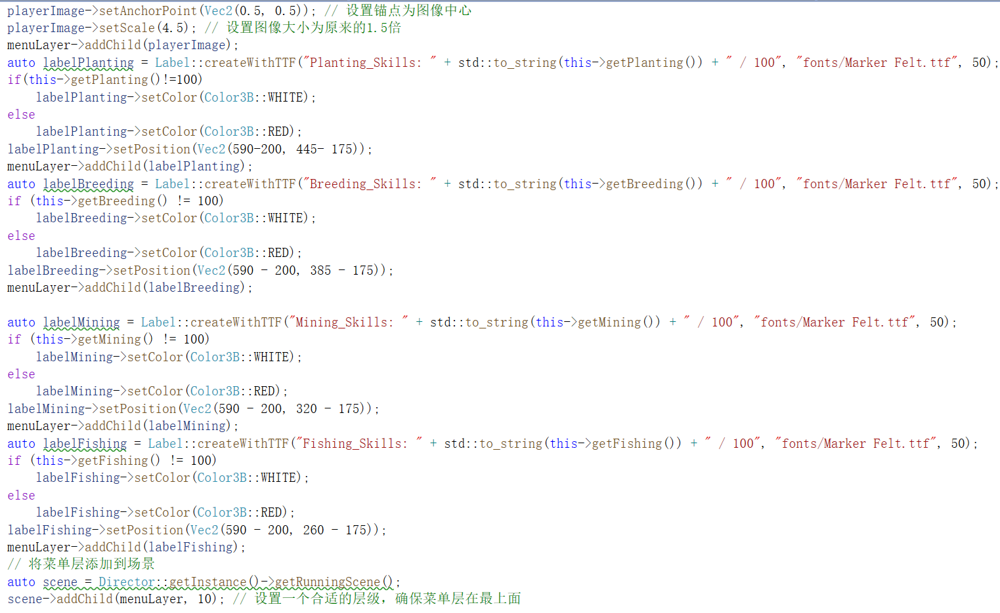 playerImage->setAnchorPoint(Vec2(0.5, 0.5)); // 设置锚点为图像中心
playerImage->setScale(4.5); // 设置图像大小为原来的1.5倍
menuLayer->addChild(playerImage);
auto labelPlanting = Label::createWithTTF("Planting_Skills: " + std::to_string(this->getPlanting()) + " / 100", "fonts/Marker Felt.ttf", 50);
if(this->getPlanting()!=100)
    labelPlanting->setColor(Color3B::WHITE);
else
    labelPlanting->setColor(Color3B::RED);
labelPlanting->setPosition(Vec2(590-200, 445- 175));
menuLayer->addChild(labelPlanting);
auto labelBreeding = Label::createWithTTF("Breeding_Skills: " + std::to_string(this->getBreeding()) + " / 100", "fonts/Marker Felt.ttf", 50);
if (this->getBreeding() != 100)
    labelBreeding->setColor(Color3B::WHITE);
else
    labelBreeding->setColor(Color3B::RED);
labelBreeding->setPosition(Vec2(590 - 200, 385 - 175));
menuLayer->addChild(labelBreeding);

auto labelMining = Label::createWithTTF("Mining_Skills: " + std::to_string(this->getMining()) + " / 100", "fonts/Marker Felt.ttf", 50);
if (this->getMining() != 100)
    labelMining->setColor(Color3B::WHITE);
else
    labelMining->setColor(Color3B::RED);
labelMining->setPosition(Vec2(590 - 200, 320 - 175));
menuLayer->addChild(labelMining);
auto labelFishing = Label::createWithTTF("Fishing_Skills: " + std::to_string(this->getFishing()) + " / 100", "fonts/Marker Felt.ttf", 50);
if (this->getFishing() != 100)
    labelFishing->setColor(Color3B::WHITE);
else
    labelFishing->setColor(Color3B::RED);
labelFishing->setPosition(Vec2(590 - 200, 260 - 175));
menuLayer->addChild(labelFishing);
// 将菜单层添加到场景
auto scene = Director::getInstance()->getRunningScene();
scene->addChild(menuLayer, 10); // 设置一个合适的层级，确保菜单层在最上面